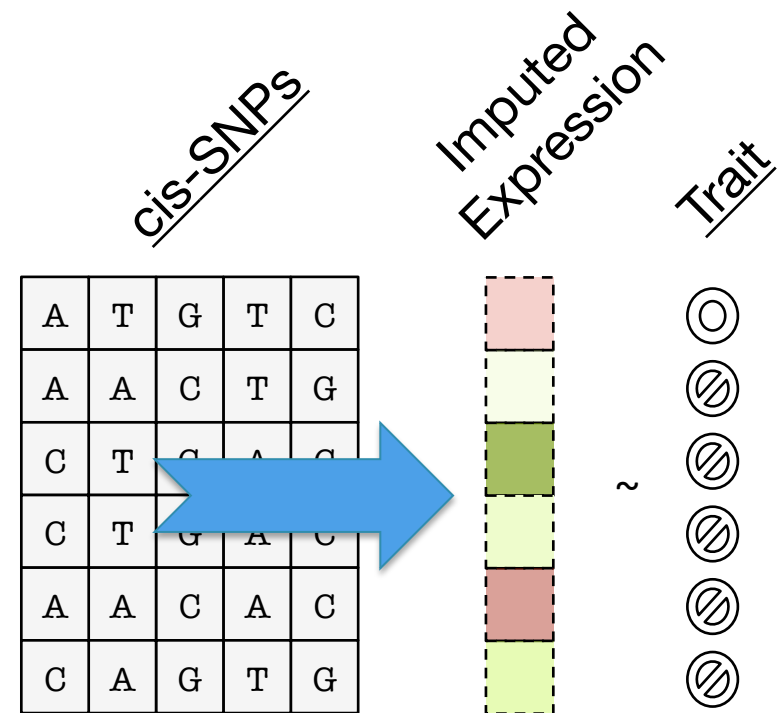 cis-SNPs
Imputed
Expression
Trait
A T G T C
A A C T G
C T
C T G A C
A A C A C
C A G T G
~